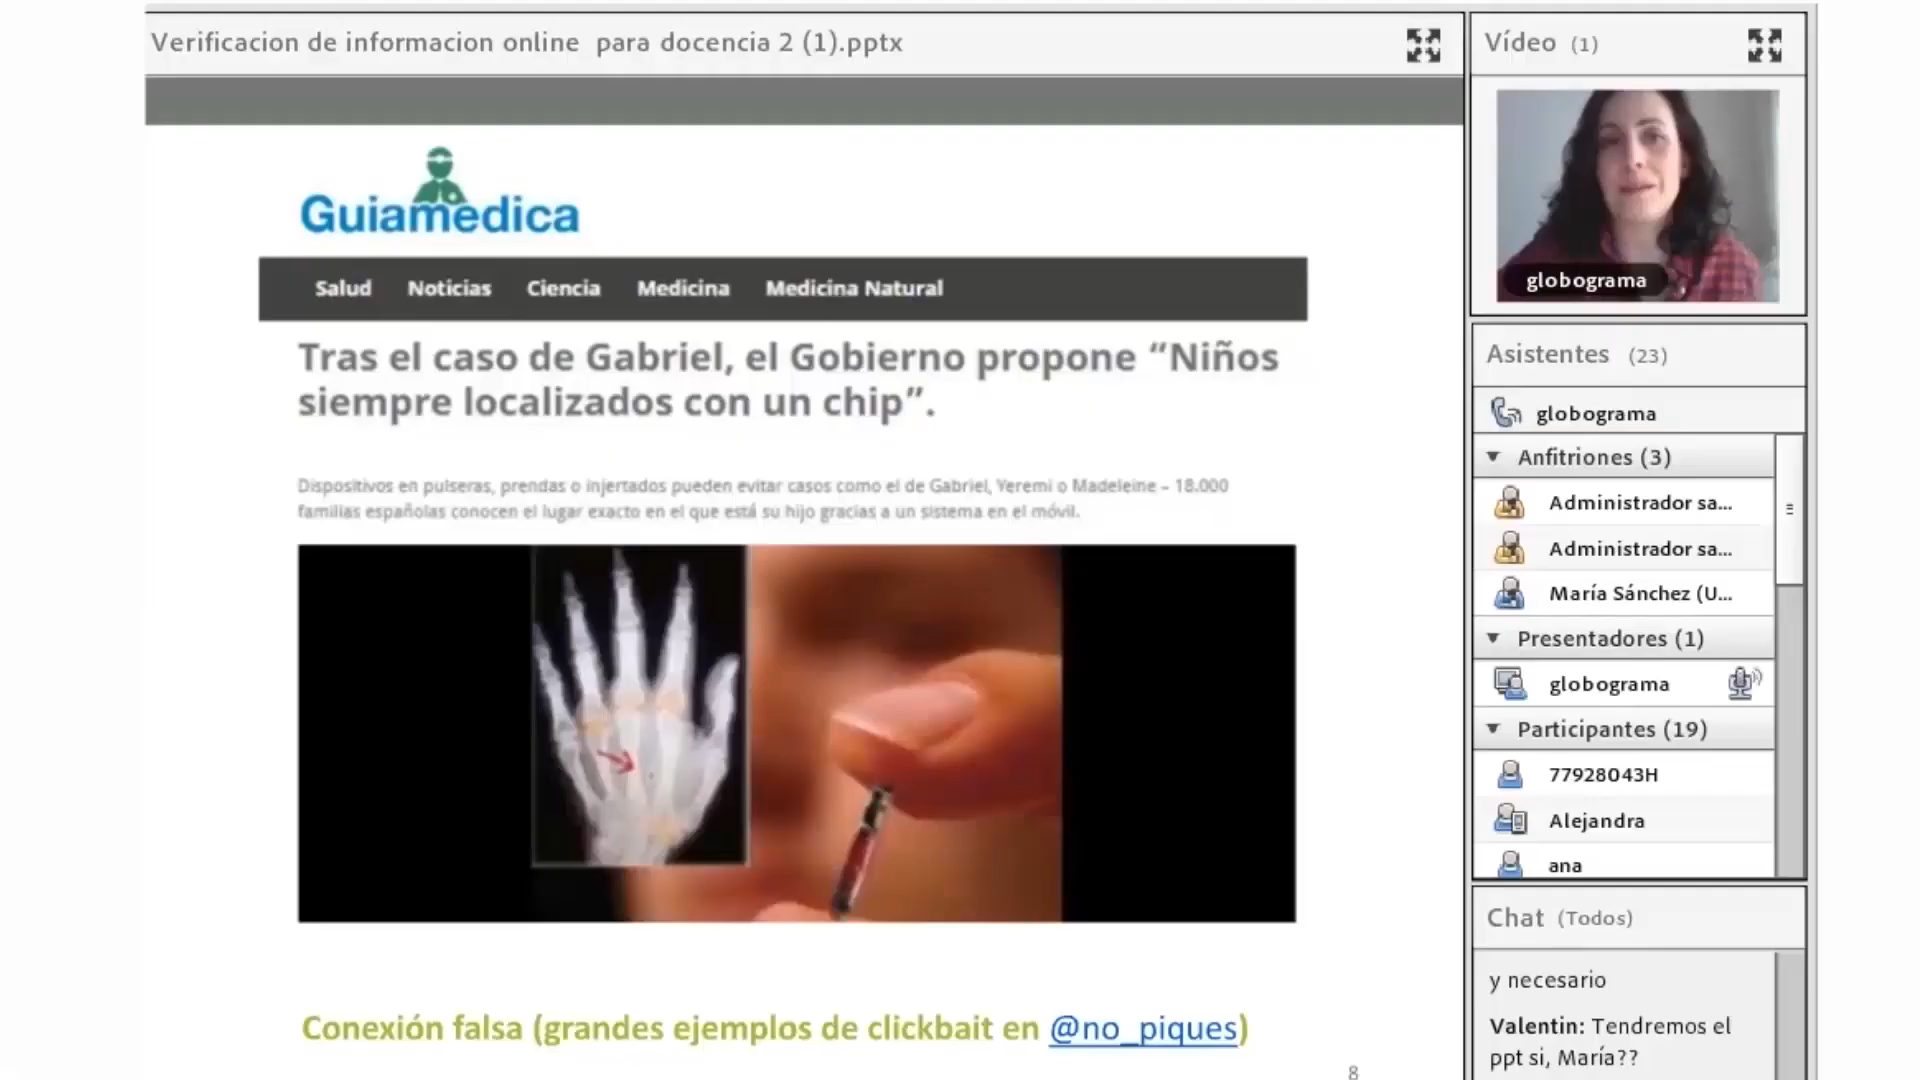 Verificacion de informacion online para docencia 2 (1).pptx
Guiamedica
Salud Noticias Ciencia Medicina Medicina Natural
Tras el caso de Gabriel, el Gobierno propone “Niños
siempre localizados con un chip”.
Dispositivos en pulseras, prendas o injertados pueden evitar casos como el de Gabriel, Yeremi o Madeleine – 18.000
familias españolas conocen el lugar exacto en el que está su hijo gracias a un sistema en el móvil.
Conexión falsa (grandes ejemplos de clickbait en @no_piques)
8
Vídeo (1)
globograma
Asistentes (23)
globograma
Anfitriones (3)
Administrador sa...
Administrador sa...
María Sánchez (U...
Presentadores (1)
globograma
Participantes (19)
77928043H
Alejandra
ana
Chat (Todos)
y necesario
Valentin: Tendremos el
ppt si, María??